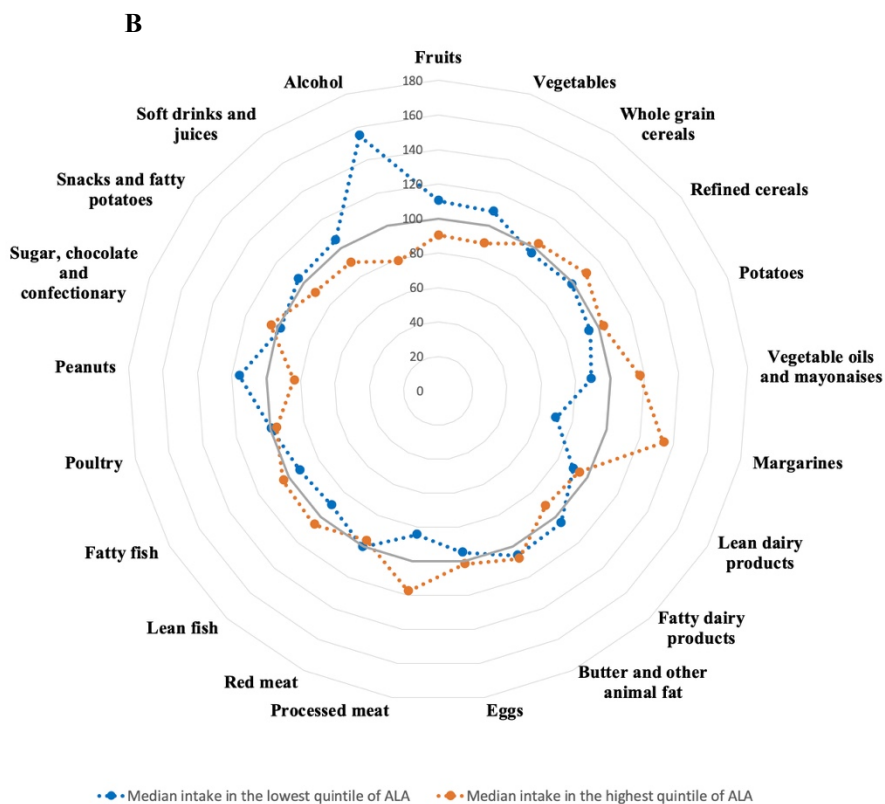 B
Fruits
Vegetables
Whole grain
cereals
Refined cereals
Potatoes
Vegetable oils
and mayonaises
Margarines
Lean dairy
products
Fatty dairy
products
Butter and other
animal fat
Eggs
Processed meat
Red meat
Lean fish
Fatty fish
Poultry
Peanuts
Sugar, chocolate
and
confectionary
Snacks and fatty
potatoes
Soft drinks and
juices
Alcohol
180
160
140
120
100
80
60
40
20
0
Median intake in the lowest quintile of ALA
Median intake in the highest quintile of ALA